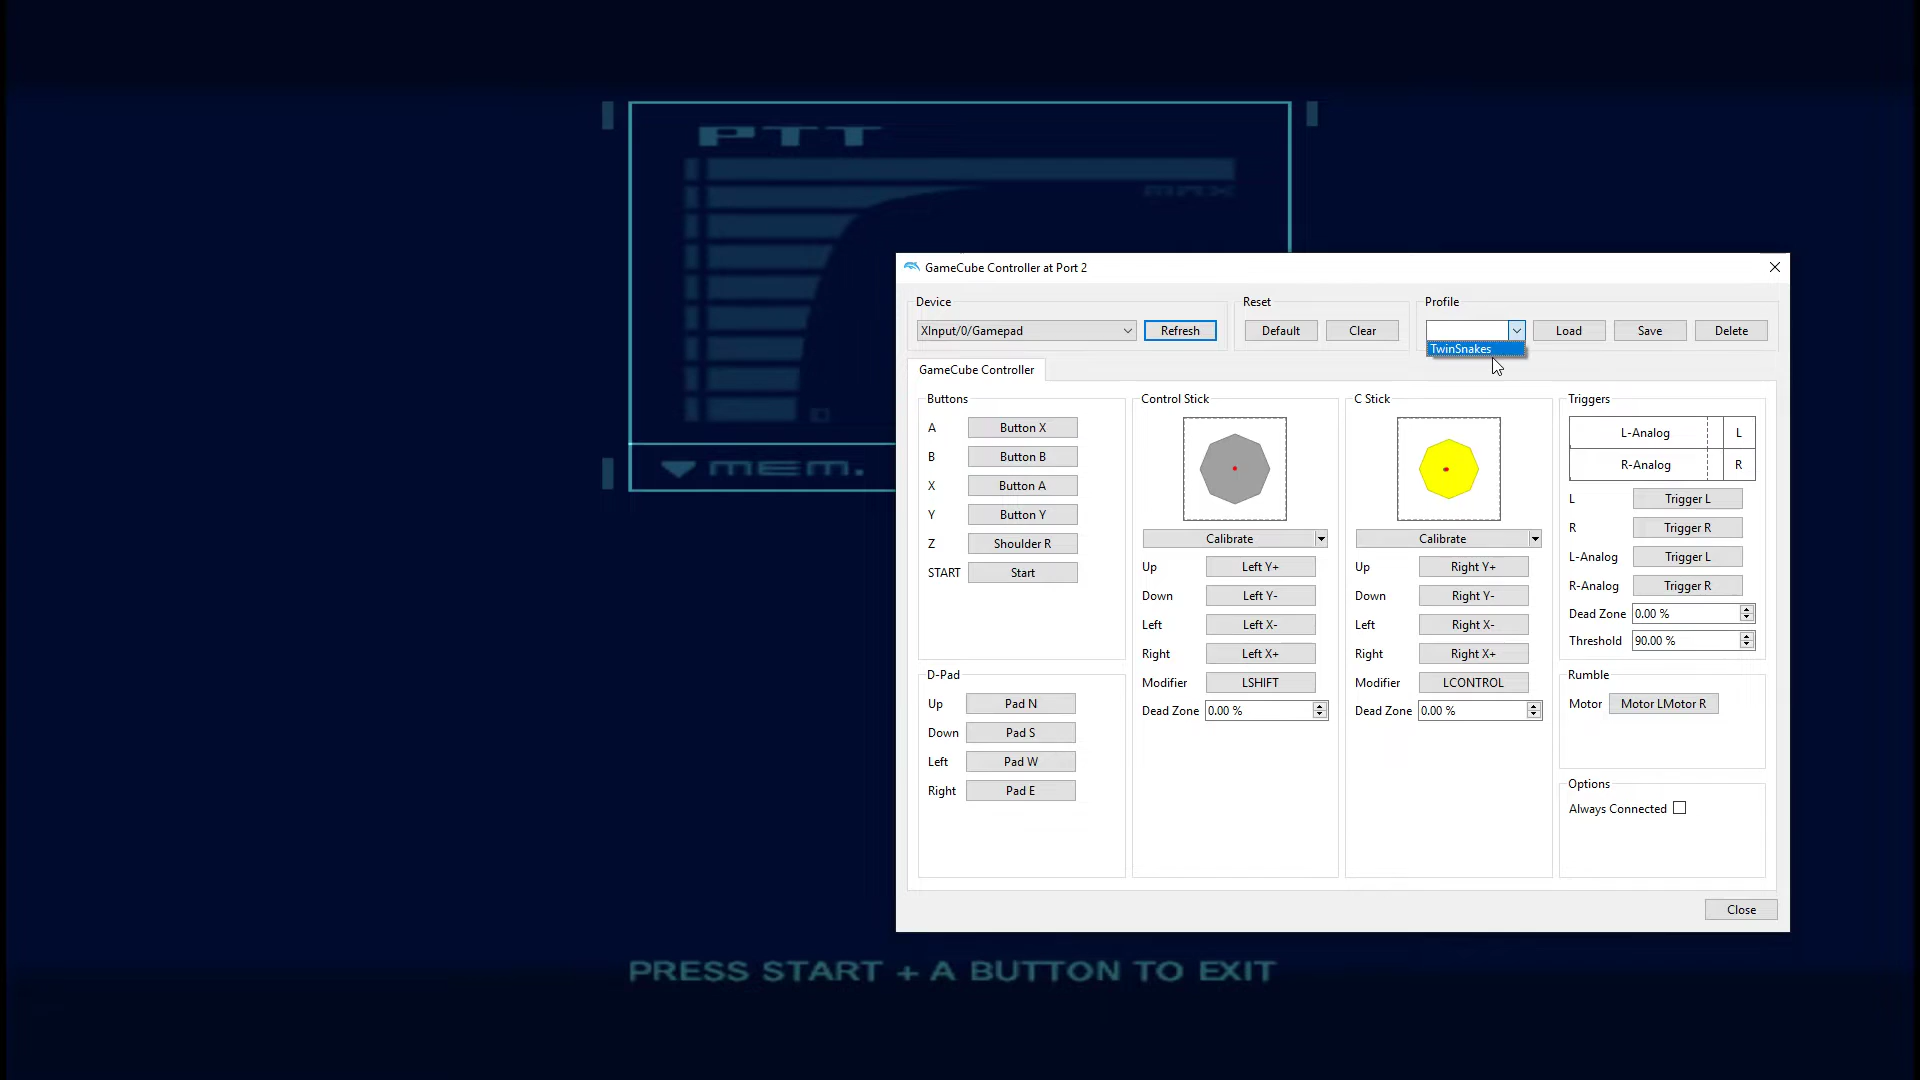 PTT
MAX
MEM.
GameCube Controller at Port 2
Device
Reset
Profile
XInput/0/Gamepad
Refresh
Default
Clear
Load
Save
Delete
TwinSnakes
GameCube Controller
Buttons
A Button X
B Button B
X Button A
Y Button Y
Z Shoulder R
START Start
D-Pad
Up Pad N
Down Pad S
Left Pad W
Right Pad E
Control Stick
Calibrate
Up Left Y+
Down Left Y-
Left Left X-
Right Left X+
Modifier LSHIFT
Dead Zone 0.00 %
C Stick
Calibrate
Up Right Y+
Down Right Y-
Left Right X-
Right Right X+
Modifier LCONTROL
Dead Zone 0.00 %
Triggers
L-Analog L
R-Analog R
L Trigger L
R Trigger R
L-Analog Trigger L
R-Analog Trigger R
Dead Zone 0.00 %
Threshold 90.00 %
Rumble
Motor Motor LMotor R
Options
Always Connected
Close
PRESS START + A BUTTON TO EXIT